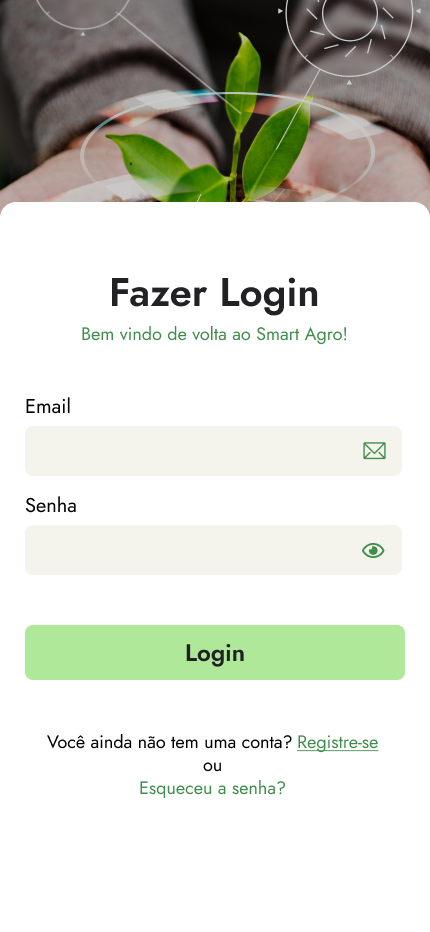 Fazer Login
Bem vindo de volta ao Smart Agro!
Email
Senha
Login
Você ainda não tem uma conta? Registre-se
ou
Esqueceu a senha?